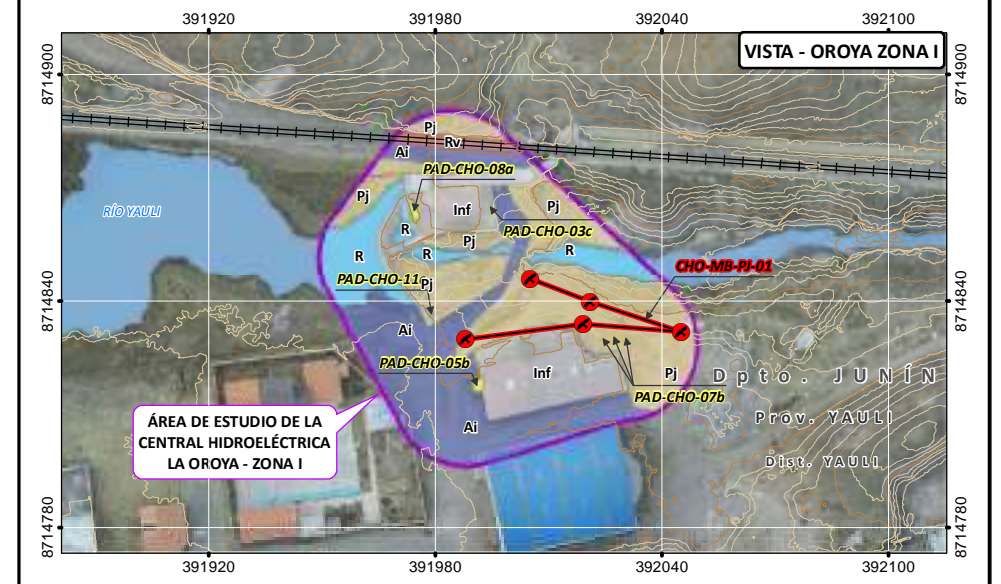 391920 391980 392040 392100
VISTA - OROYA ZONA I
8714900 8714900
Pj
Rv
Ai
PAD-CHO-08a
Pj
Inf
Pj
RÍO YAULI
R
PAD-CHO-03c
Pj
R
R
R
CHO-MB-PJ-01
PAD-CHO-11
Pj
8714840 8714840
Ai
PAD-CHO-05b
Inf
Pj
Dpto. JUNÍN
PAD-CHO-07b
Prov. YAULI
ÁREA DE ESTUDIO DE LA
CENTRAL HIDROELÉCTRICA
LA OROYA - ZONA I
Ai
Dist. YAULI
8714780 8714780
391920 391980 392040 392100